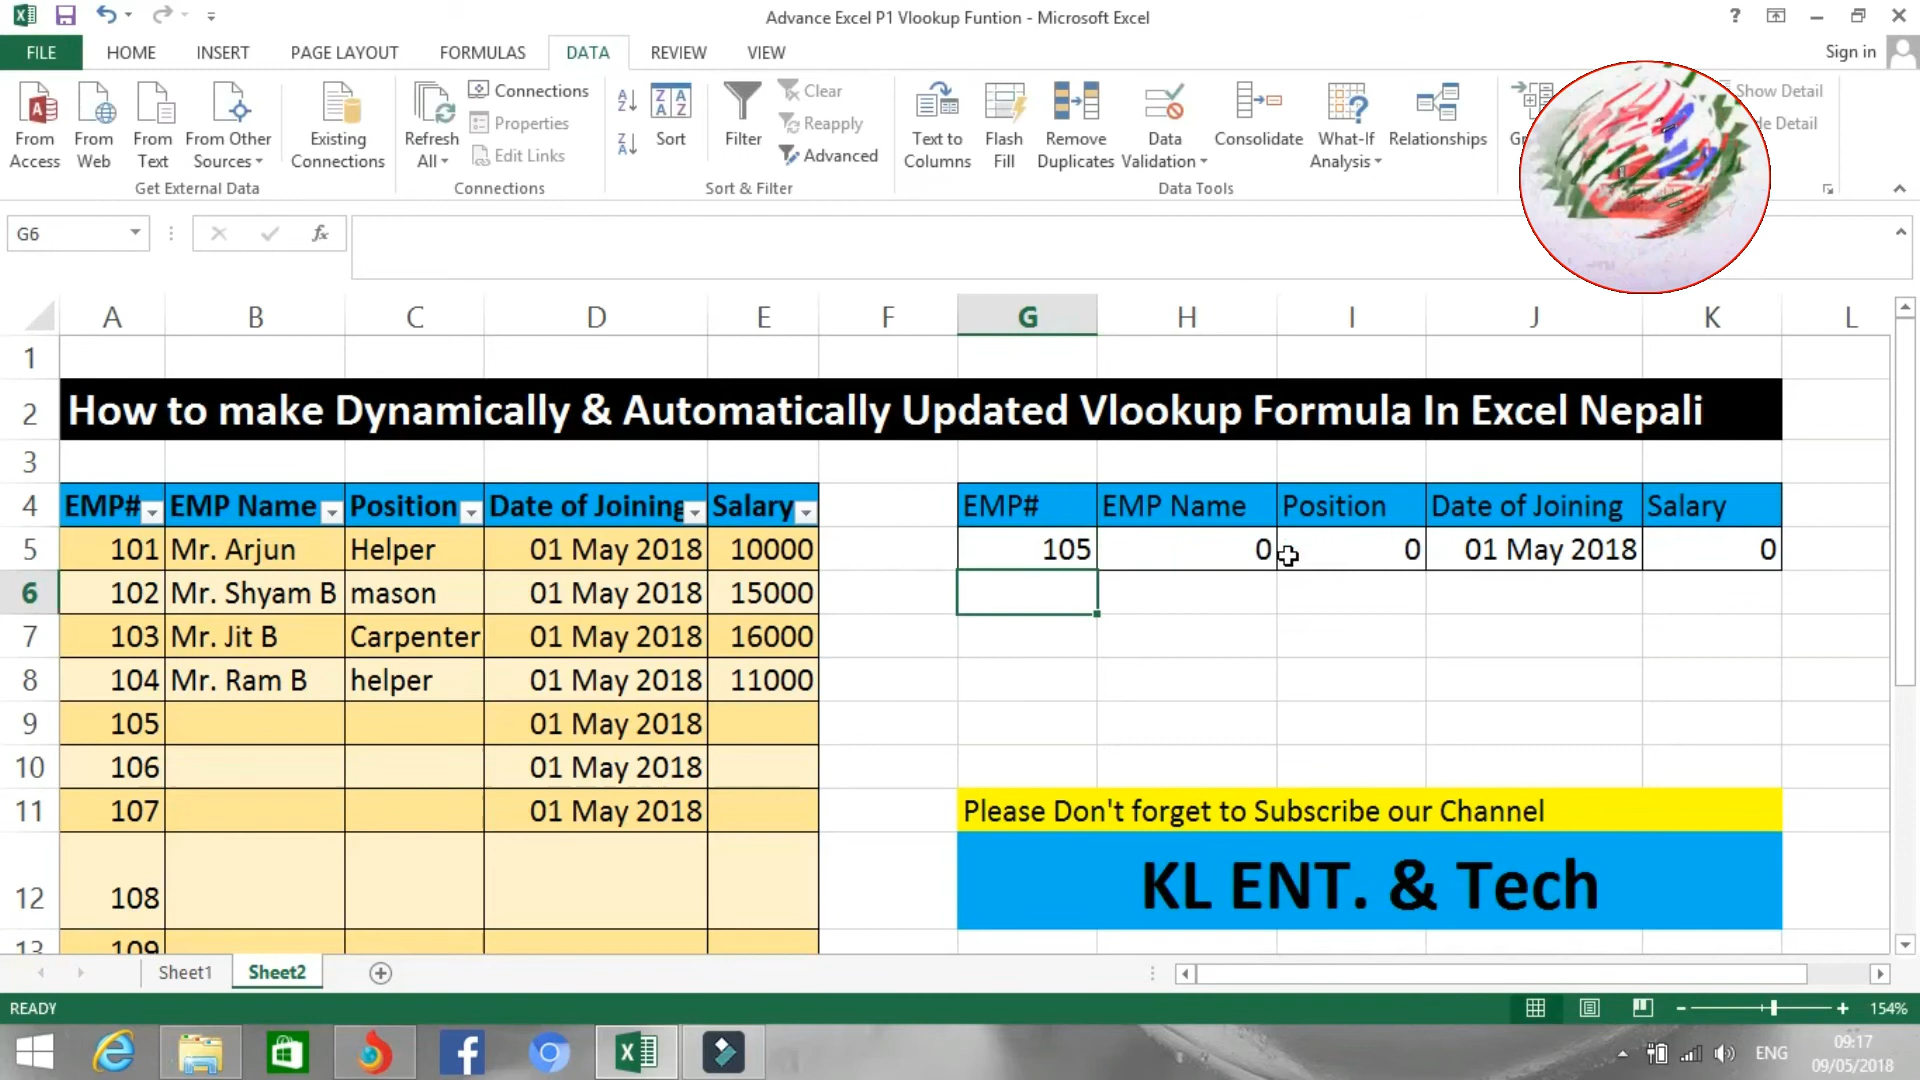 Advance Excel P1 Vlookup Funtion - Microsoft Excel
?
FILE HOME INSERT PAGE LAYOUT FORMULAS DATA REVIEW VIEW Sign in
From Access
From Web
From Text
From Other Sources
Existing Connections
Get External Data
Refresh All
Connections
Properties
Edit Links
Connections
Sort
Filter
Clear
Reapply
Advanced
Sort & Filter
Text to Columns
Flash Fill
Remove Duplicates
Data Validation
Consolidate
What-If Analysis
Relationships
Data Tools
Show Detail
Detail
G6 fx
A B C D E F G H I J K L
1
2 How to make Dynamically & Automatically Updated Vlookup Formula In Excel Nepali
3
4 EMP# EMP Name Position Date of Joining Salary EMP# EMP Name Position Date of Joining Salary
5 101 Mr. Arjun Helper 01 May 2018 10000 105 0 0 01 May 2018 0
6 102 Mr. Shyam B mason 01 May 2018 15000
7 103 Mr. Jit B Carpenter 01 May 2018 16000
8 104 Mr. Ram B helper 01 May 2018 11000
9 105 01 May 2018
10 106 01 May 2018
11 107 01 May 2018 Please Don't forget to Subscribe our Channel
12 108 KL ENT. & Tech
13 109
Sheet1 Sheet2
READY 154%
ENG 09:17
09/05/2018